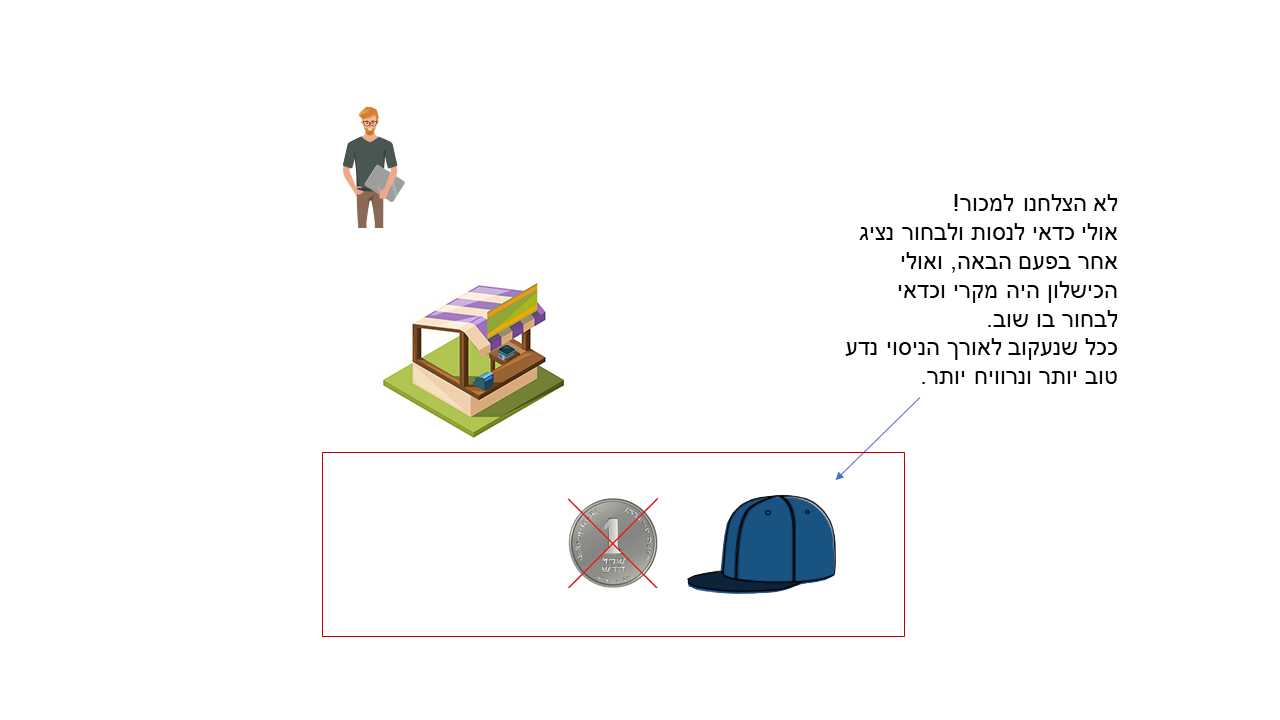 לא הצלחנו למכור!
אולי כדאי לנסות ולבחור נציג
אחר בפעם הבאה, ואולי
הכישלון היה מקרי וכדאי
לבחור בו שוב.
ככל שנעקוב לאורך הניסוי נדע
טוב יותר ונרוויח יותר.
1
שקל
חדש